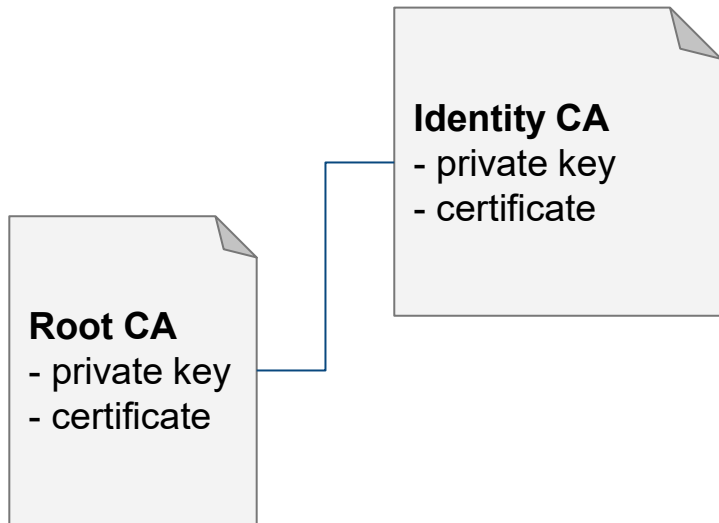 Identity CA
- private key
- certificate
Root CA
- private key
- certificate